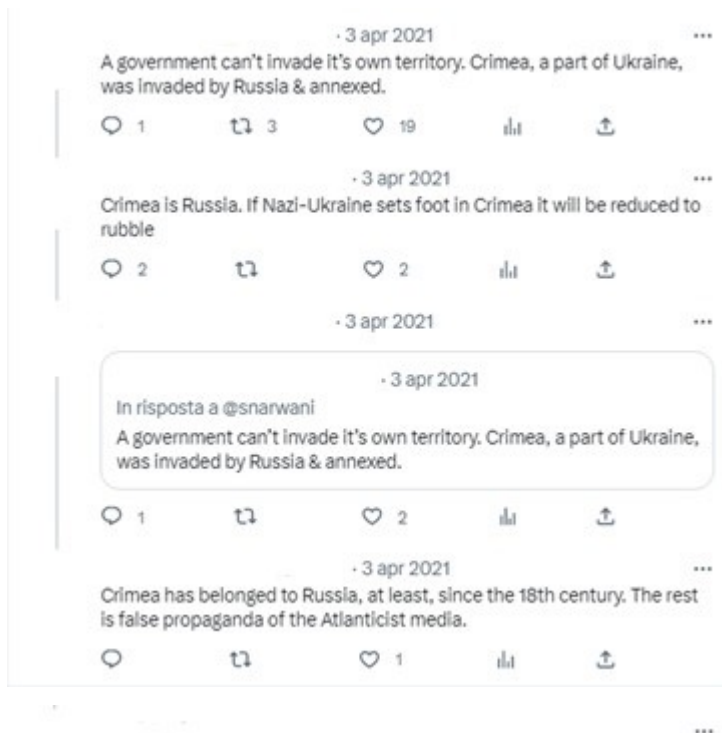 · 3 apr 2021
A government can't invade it's own territory. Crimea, a part of Ukraine,
was invaded by Russia & annexed.
1 3 19
· 3 apr 2021
Crimea is Russia. If Nazi-Ukraine sets foot in Crimea it will be reduced to
rubble
2 2
· 3 apr 2021
· 3 apr 2021
In risposta a @snarwani
A government can't invade it's own territory. Crimea, a part of Ukraine,
was invaded by Russia & annexed.
1 2
· 3 apr 2021
Crimea has belonged to Russia, at least, since the 18th century. The rest
is false propaganda of the Atlanticist media.
1